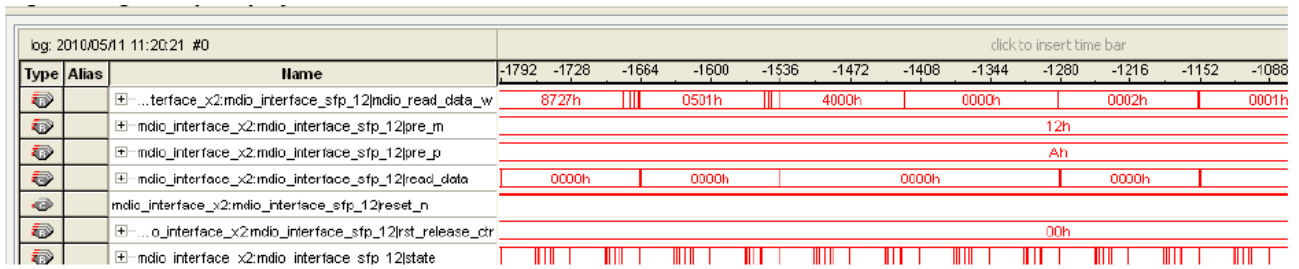 log: 2010/05/11 11:20:21 #0 click to insert time bar
Type Alias Name -1792 -1728 -1664 -1600 -1536 -1472 -1408 -1344 -1280 -1216 -1152 -1088
...terface_x2:mdio_interface_sfp_12|mdio_read_data_w 8727h 0501h 4000h 0000h 0002h 0001h
mdio_interface_x2:mdio_interface_sfp_12|pre_m 12h
mdio_interface_x2:mdio_interface_sfp_12|pre_p Ah
mdio_interface_x2:mdio_interface_sfp_12|read_data 0000h 0000h 0000h 0000h
mdio_interface_x2:mdio_interface_sfp_12|reset_n
...o_interface_x2:mdio_interface_sfp_12|rst_release_ctr 00h
mdio_interface_x2:mdio_interface_sfp_12|state